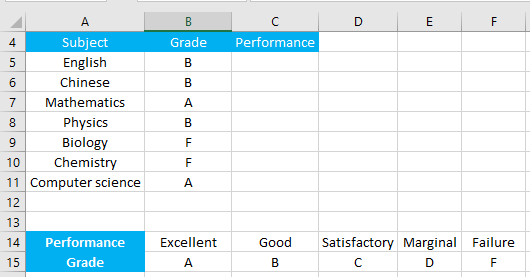 A B C D E F
4 Subject Grade Performance
5 English B
6 Chinese B
7 Mathematics A
8 Physics B
9 Biology F
10 Chemistry F
11 Computer science A
12
13
14 Performance Excellent Good Satisfactory Marginal Failure
15 Grade A B C D F